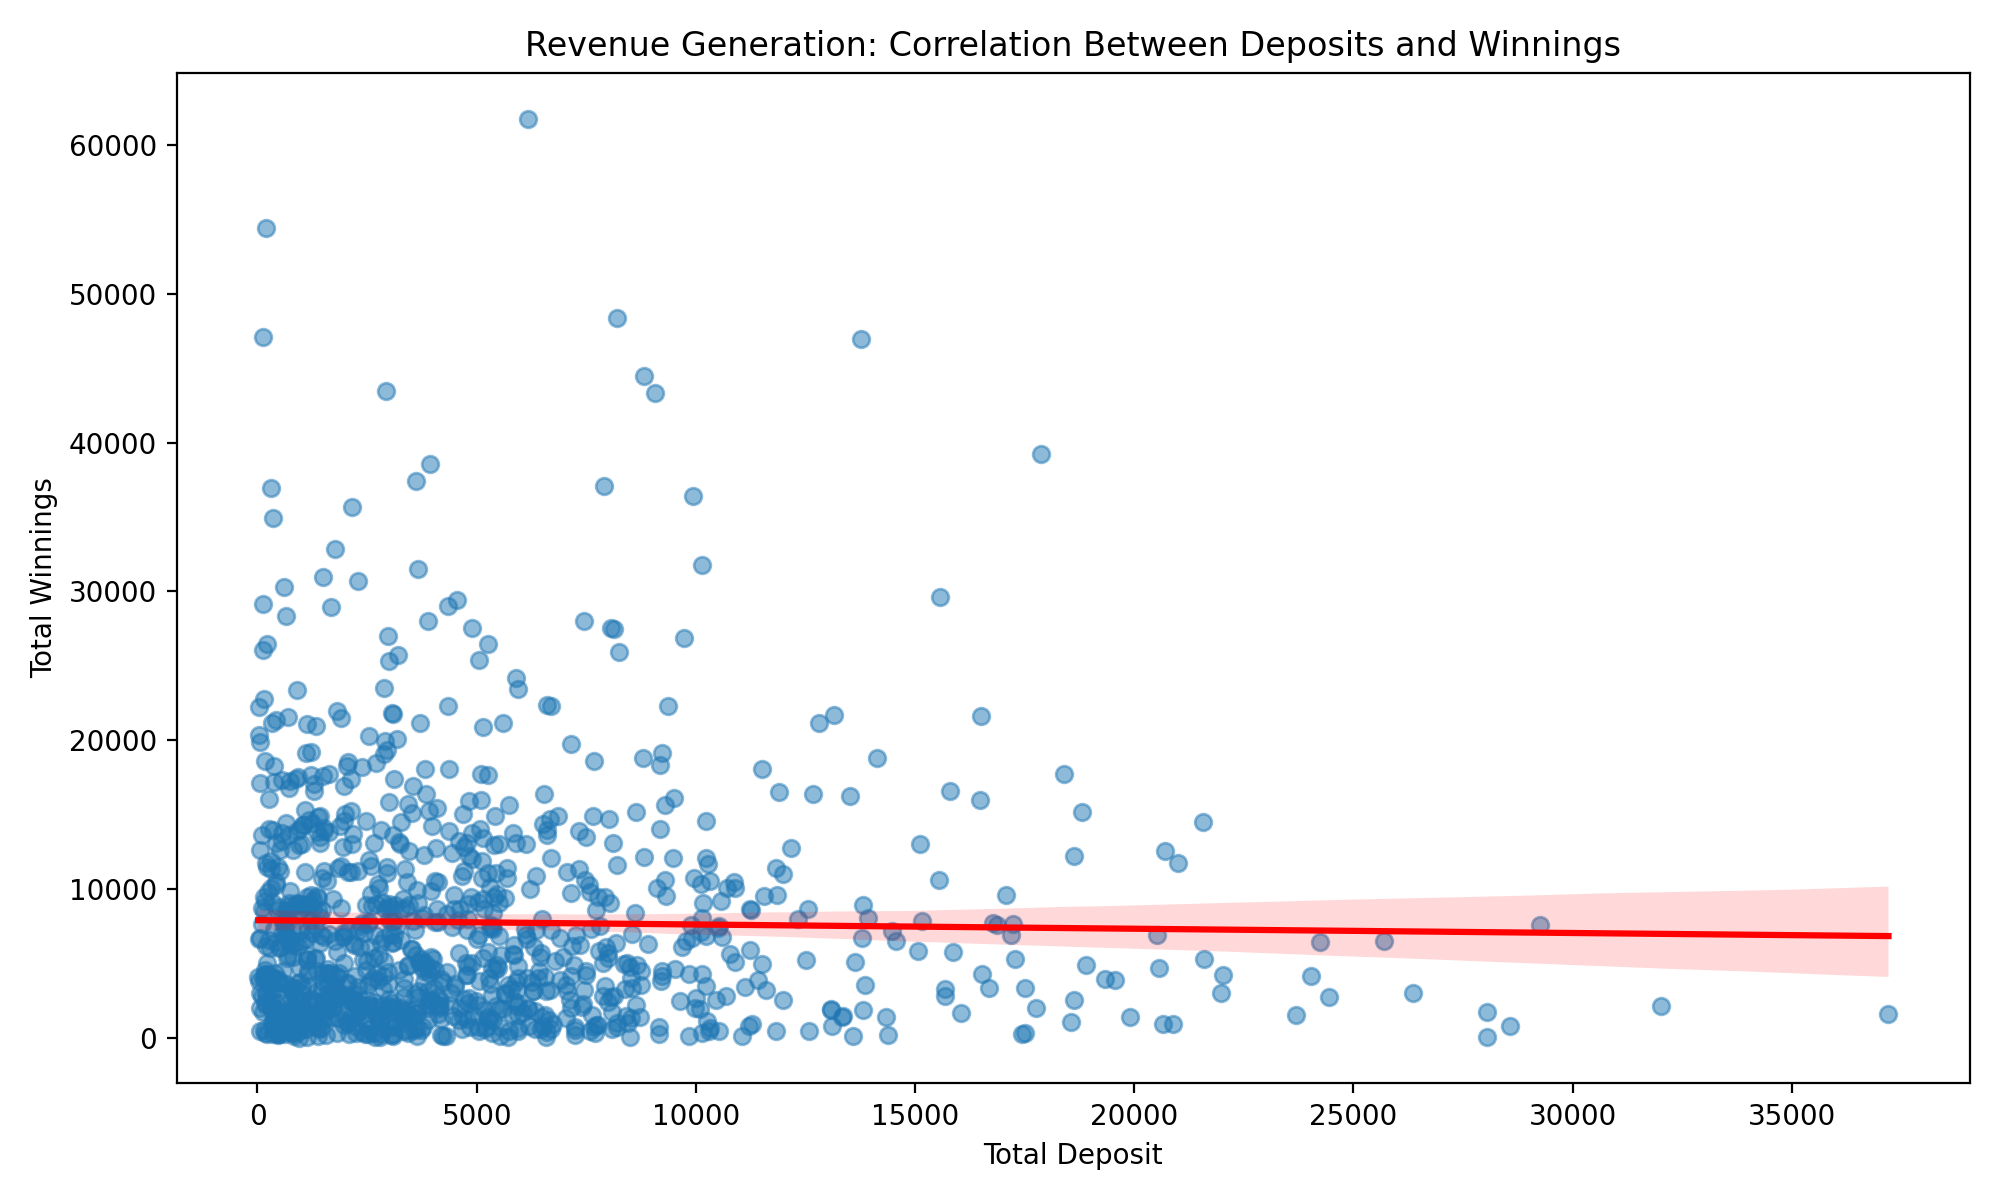 Revenue Generation: Correlation Between Deposits and Winnings
Total Winnings
60000
50000
40000
30000
20000
10000
0
0 5000 10000 15000 20000 25000 30000 35000
Total Deposit